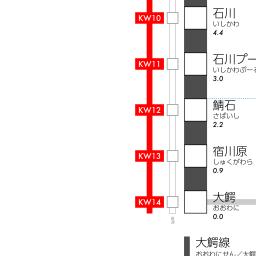 KW10
石川
いしかわ
4.4
KW11
石川プー
いしかわぷーる
3.0
KW12
鯖石
さばいし
2.2
KW13
宿川原
しゅくがわら
0.9
KW14
大鰐
おおわに
0.0
大鰐線
おおわにせん／大鰐